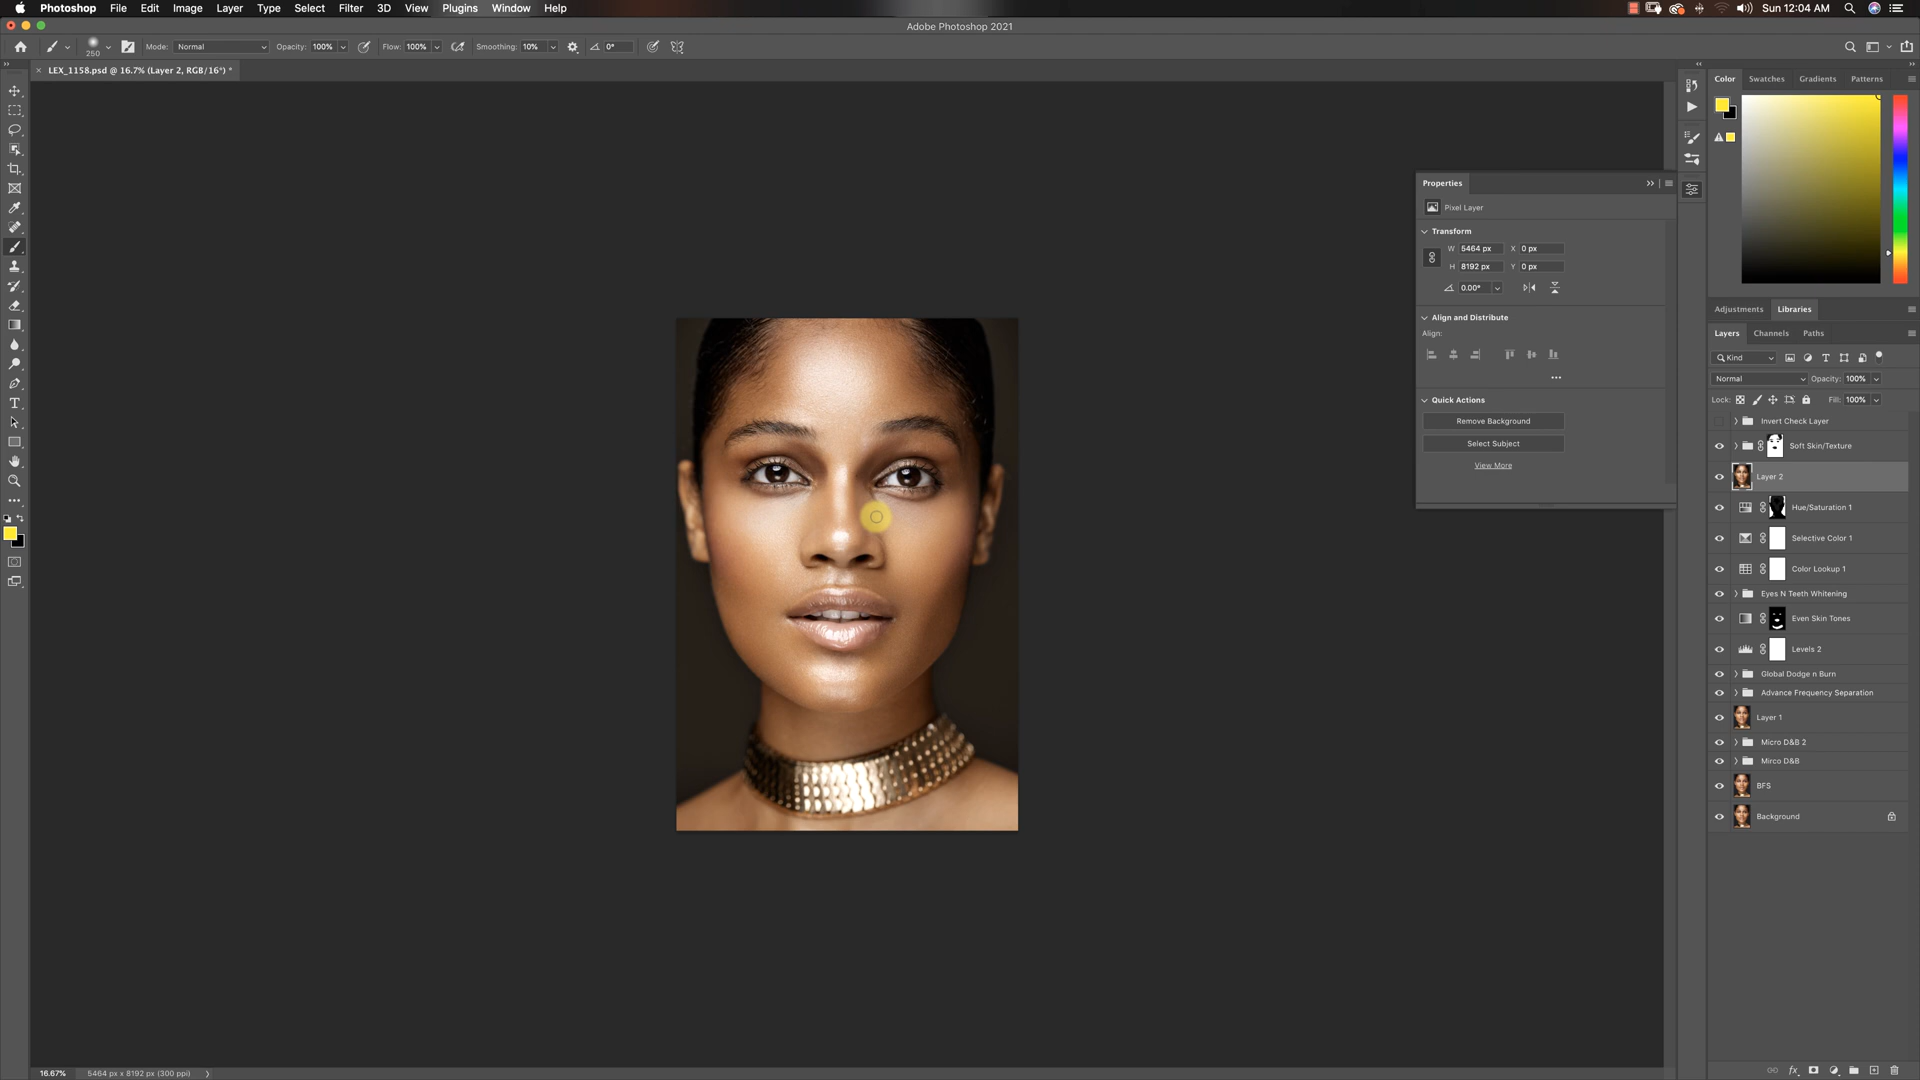 Photoshop File Edit Image Layer Type Select Filter 3D View Plugins Window Help Sun 12:04 AM
Adobe Photoshop 2021
250 Mode: Normal Opacity: 100% Flow: 100% Smoothing: 10% 0°
LEX_1158.psd @ 16.7% (Layer 2, RGB/16*) *
Color Swatches Gradients Patterns
Properties
Pixel Layer
Transform
W 5464 px X 0 px
H 8192 px Y 0 px
0.00°
Align and Distribute
Align:
Quick Actions
Remove Background
Select Subject
View More
Adjustments Libraries
Layers Channels Paths
Kind
Normal Opacity: 100%
Lock: Fill: 100%
Invert Check Layer
Soft Skin/Texture
Layer 2
Hue/Saturation 1
Selective Color 1
Color Lookup 1
Eyes N Teeth Whitening
Even Skin Tones
Levels 2
Global Dodge n Burn
Advance Frequency Separation
Layer 1
Micro D&B 2
Mirco D&B
BFS
Background
16.67% 5464 px x 8192 px (300 ppi)